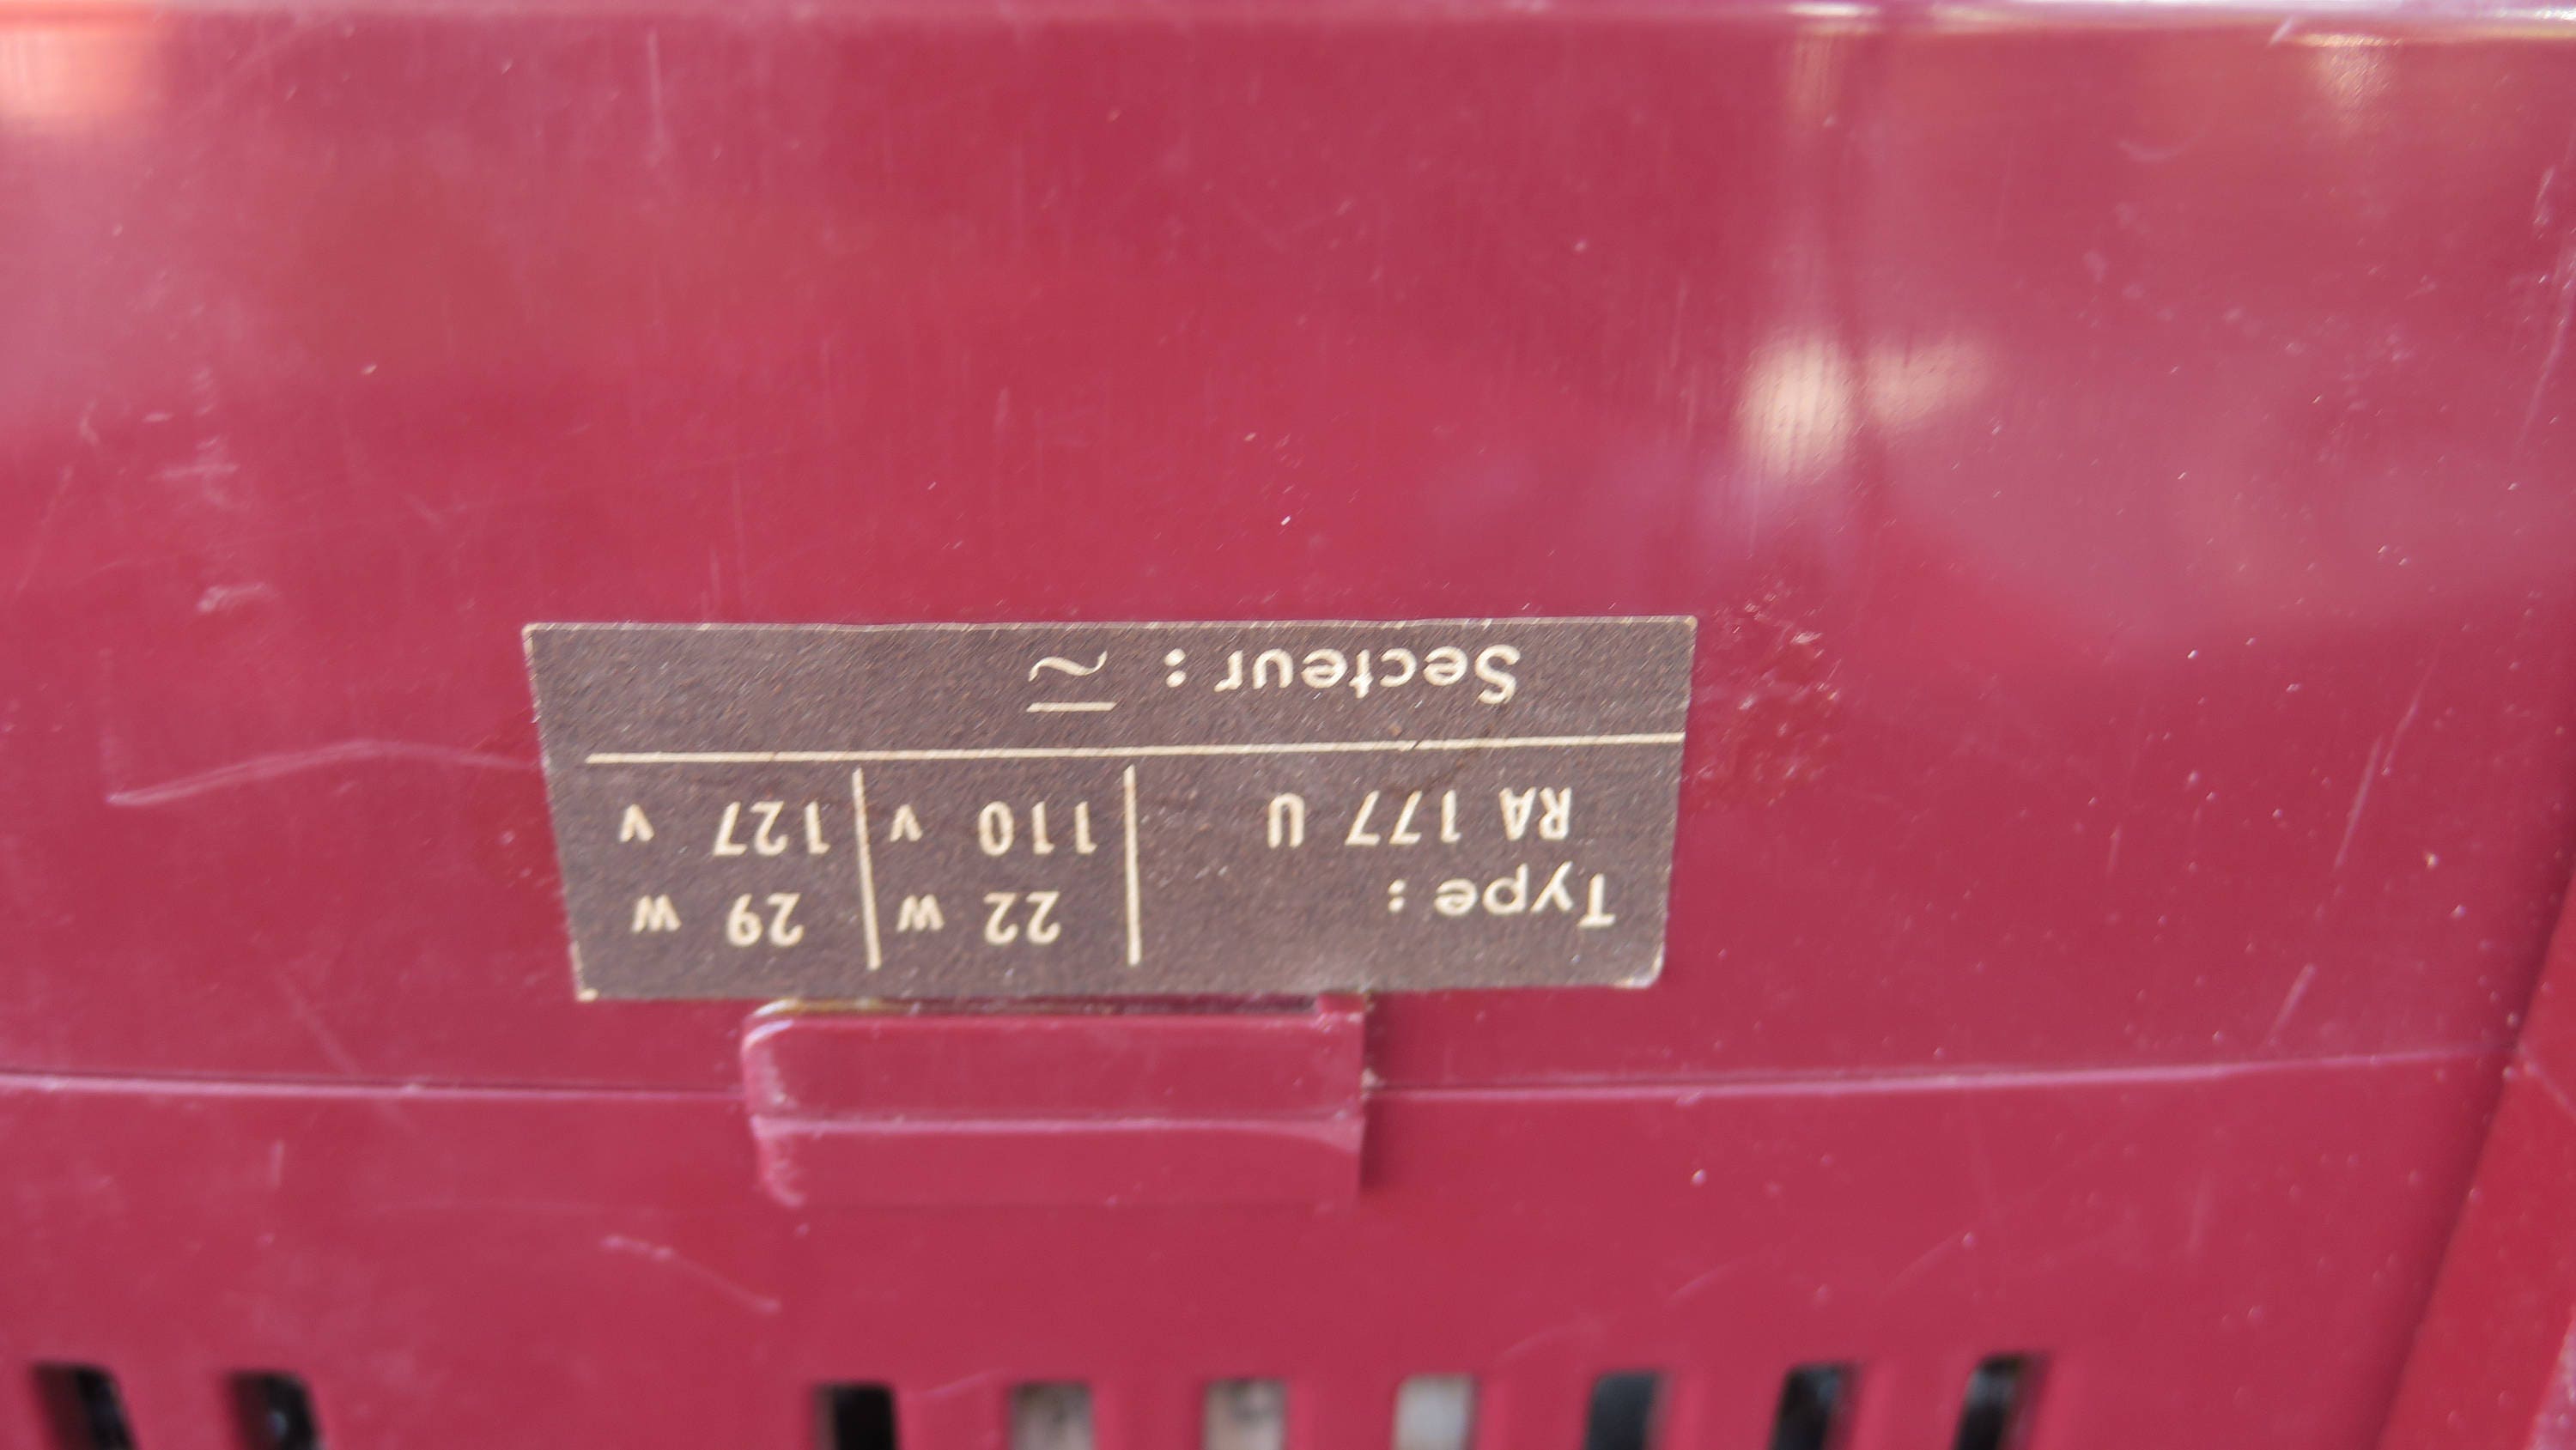 Type : 22 w 29 w
RA 177 U 110 v 127 v
Secteur : ≂